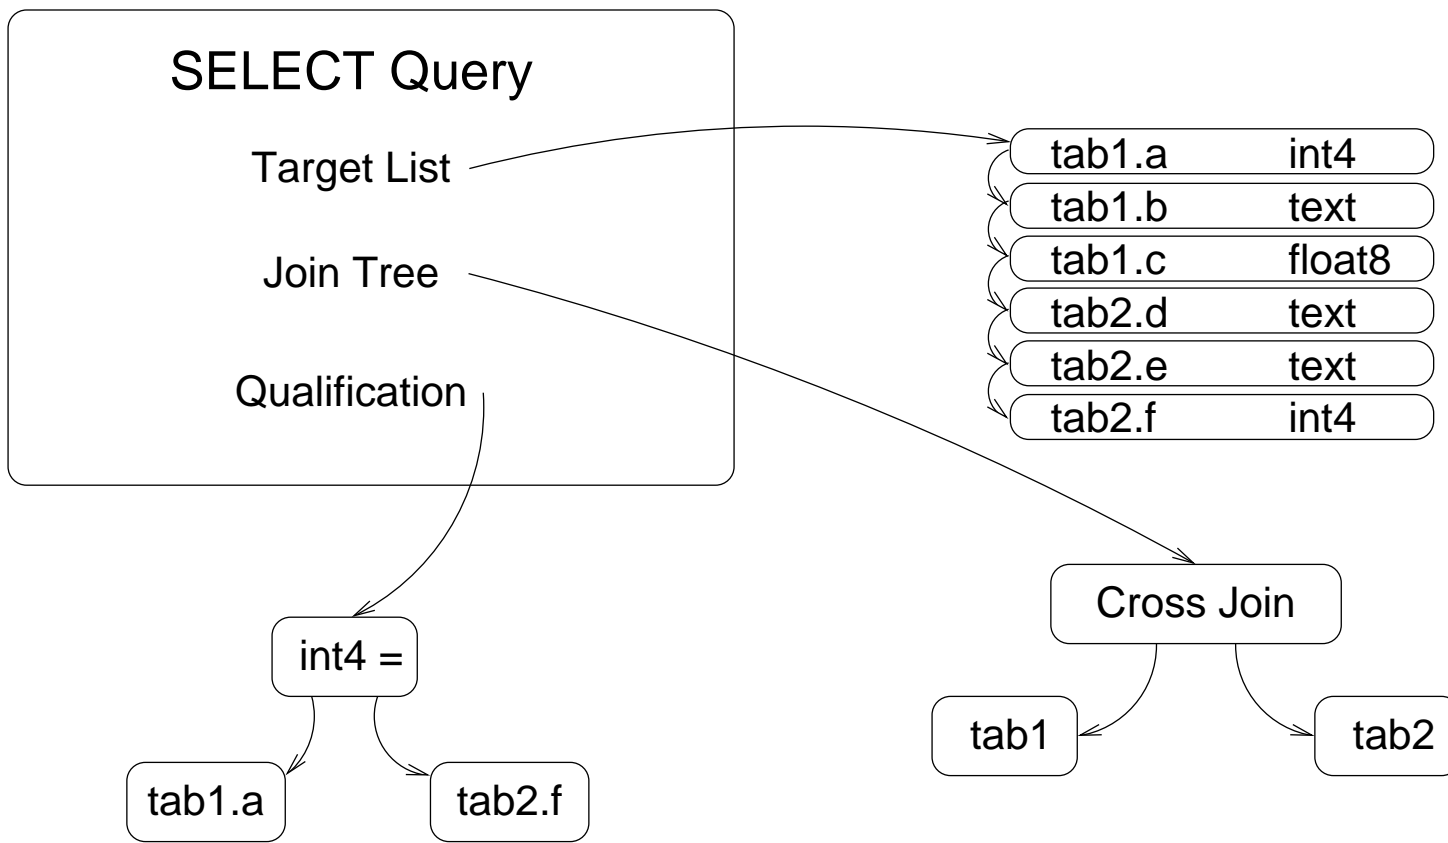 SELECT Query
Target List
Join Tree
Qualification
tab1.a int4
tab1.b text
tab1.c float8
tab2.d text
tab2.e text
tab2.f int4
Cross Join
tab1 tab2
int4 =
tab1.a tab2.f